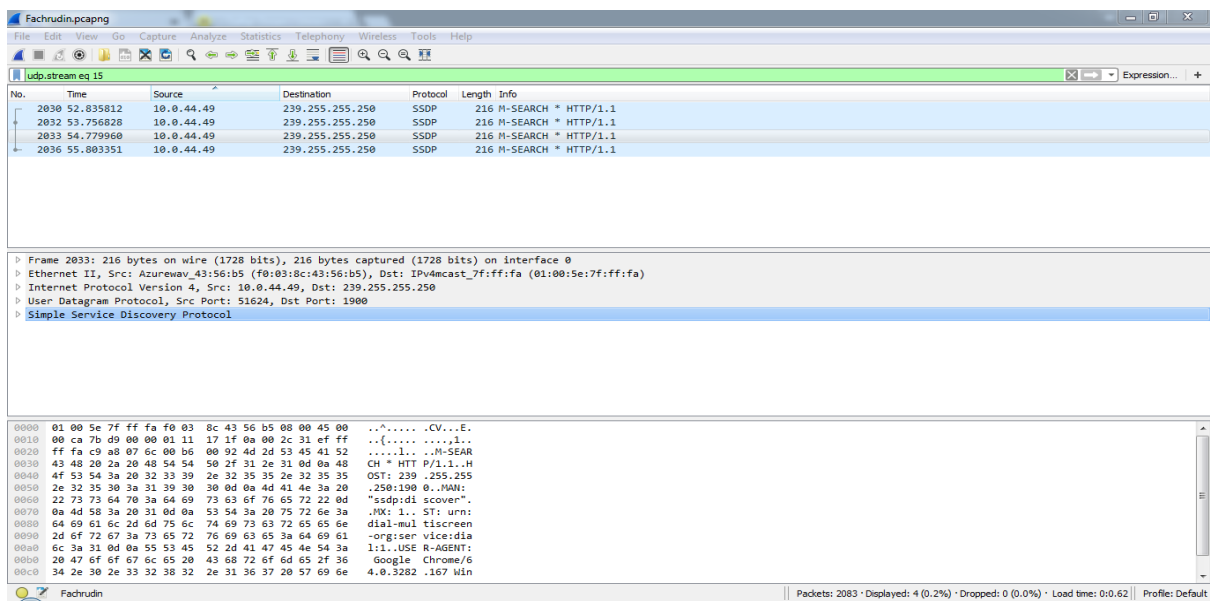 Fachrudin.pcapng
File Edit View Go Capture Analyze Statistics Telephony Wireless Tools Help
udp.stream eq 15 Expression... +
No. Time Source Destination Protocol Length Info
2030 52.835812 10.0.44.49 239.255.255.250 SSDP 216 M-SEARCH * HTTP/1.1
2032 53.756828 10.0.44.49 239.255.255.250 SSDP 216 M-SEARCH * HTTP/1.1
2033 54.779960 10.0.44.49 239.255.255.250 SSDP 216 M-SEARCH * HTTP/1.1
2036 55.803351 10.0.44.49 239.255.255.250 SSDP 216 M-SEARCH * HTTP/1.1
Frame 2033: 216 bytes on wire (1728 bits), 216 bytes captured (1728 bits) on interface 0
Ethernet II, Src: Azurewav_43:56:b5 (f0:03:8c:43:56:b5), Dst: IPv4mcast_7f:ff:fa (01:00:5e:7f:ff:fa)
Internet Protocol Version 4, Src: 10.0.44.49, Dst: 239.255.255.250
User Datagram Protocol, Src Port: 51624, Dst Port: 1900
Simple Service Discovery Protocol
0000 01 00 5e 7f ff fa f0 03 8c 43 56 b5 08 00 45 00 ..^..... .CV...E.
0010 00 ca 7b d9 00 00 01 11 17 1f 0a 00 2c 31 ef ff ..{..... ....,1..
0020 ff fa c9 a8 07 6c 00 b6 00 92 4d 2d 53 45 41 52 .....l.. ..M-SEAR
0030 43 48 20 2a 20 48 54 54 50 2f 31 2e 31 0d 0a 48 CH * HTT P/1.1..H
0040 4f 53 54 3a 20 32 33 39 2e 32 35 35 2e 32 35 35 OST: 239 .255.255
0050 2e 32 35 30 3a 31 39 30 30 0d 0a 4d 41 4e 3a 20 .250:190 0..MAN:
0060 22 73 73 64 70 3a 64 69 73 63 6f 76 65 72 22 0d "ssdp:di scover".
0070 0a 4d 58 3a 20 31 0d 0a 53 54 3a 20 75 72 6e 3a .MX: 1.. ST: urn:
0080 64 69 61 6c 2d 6d 75 6c 74 69 73 63 72 65 65 6e dial-mul tiscreen
0090 2d 6f 72 67 3a 73 65 72 76 69 63 65 3a 64 69 61 -org:ser vice:dia
00a0 6c 3a 31 0d 0a 55 53 45 52 2d 41 47 45 4e 54 3a l:1..USE R-AGENT:
00b0 20 47 6f 6f 67 6c 65 20 43 68 72 6f 6d 65 2f 36 Google Chrome/6
00c0 34 2e 30 2e 33 32 38 32 2e 31 36 37 20 57 69 6e 4.0.3282 .167 Win
Fachrudin Packets: 2083 · Displayed: 4 (0.2%) · Dropped: 0 (0.0%) · Load time: 0:0.62 Profile: Default